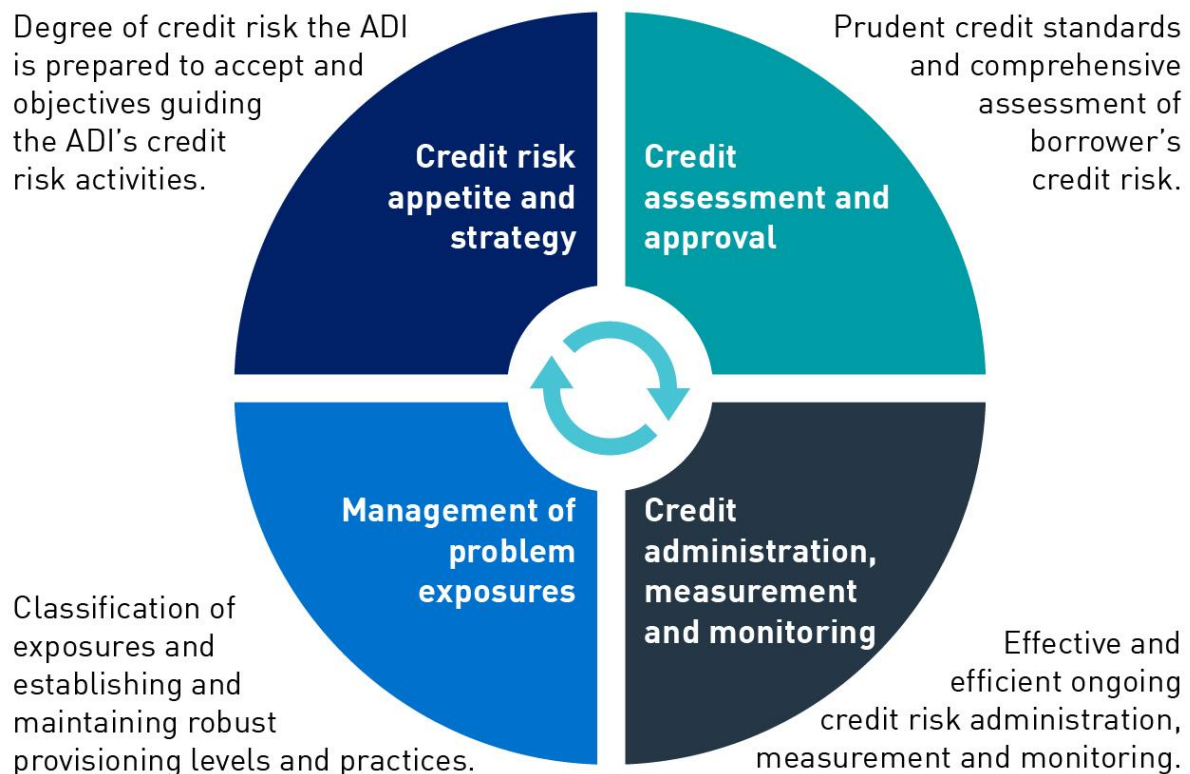 Degree of credit risk the ADI
is prepared to accept and
objectives guiding
the ADI's credit
risk activities.
Prudent credit standards
and comprehensive
assessment of
borrower's
credit risk.
Credit risk
appetite and
strategy
Credit
assessment and
approval
Management of
problem
exposures
Credit
administration,
measurement
and monitoring
Classification of
exposures and
establishing and
maintaining robust
provisioning levels and practices.
Effective and
efficient ongoing
credit risk administration,
measurement and monitoring.